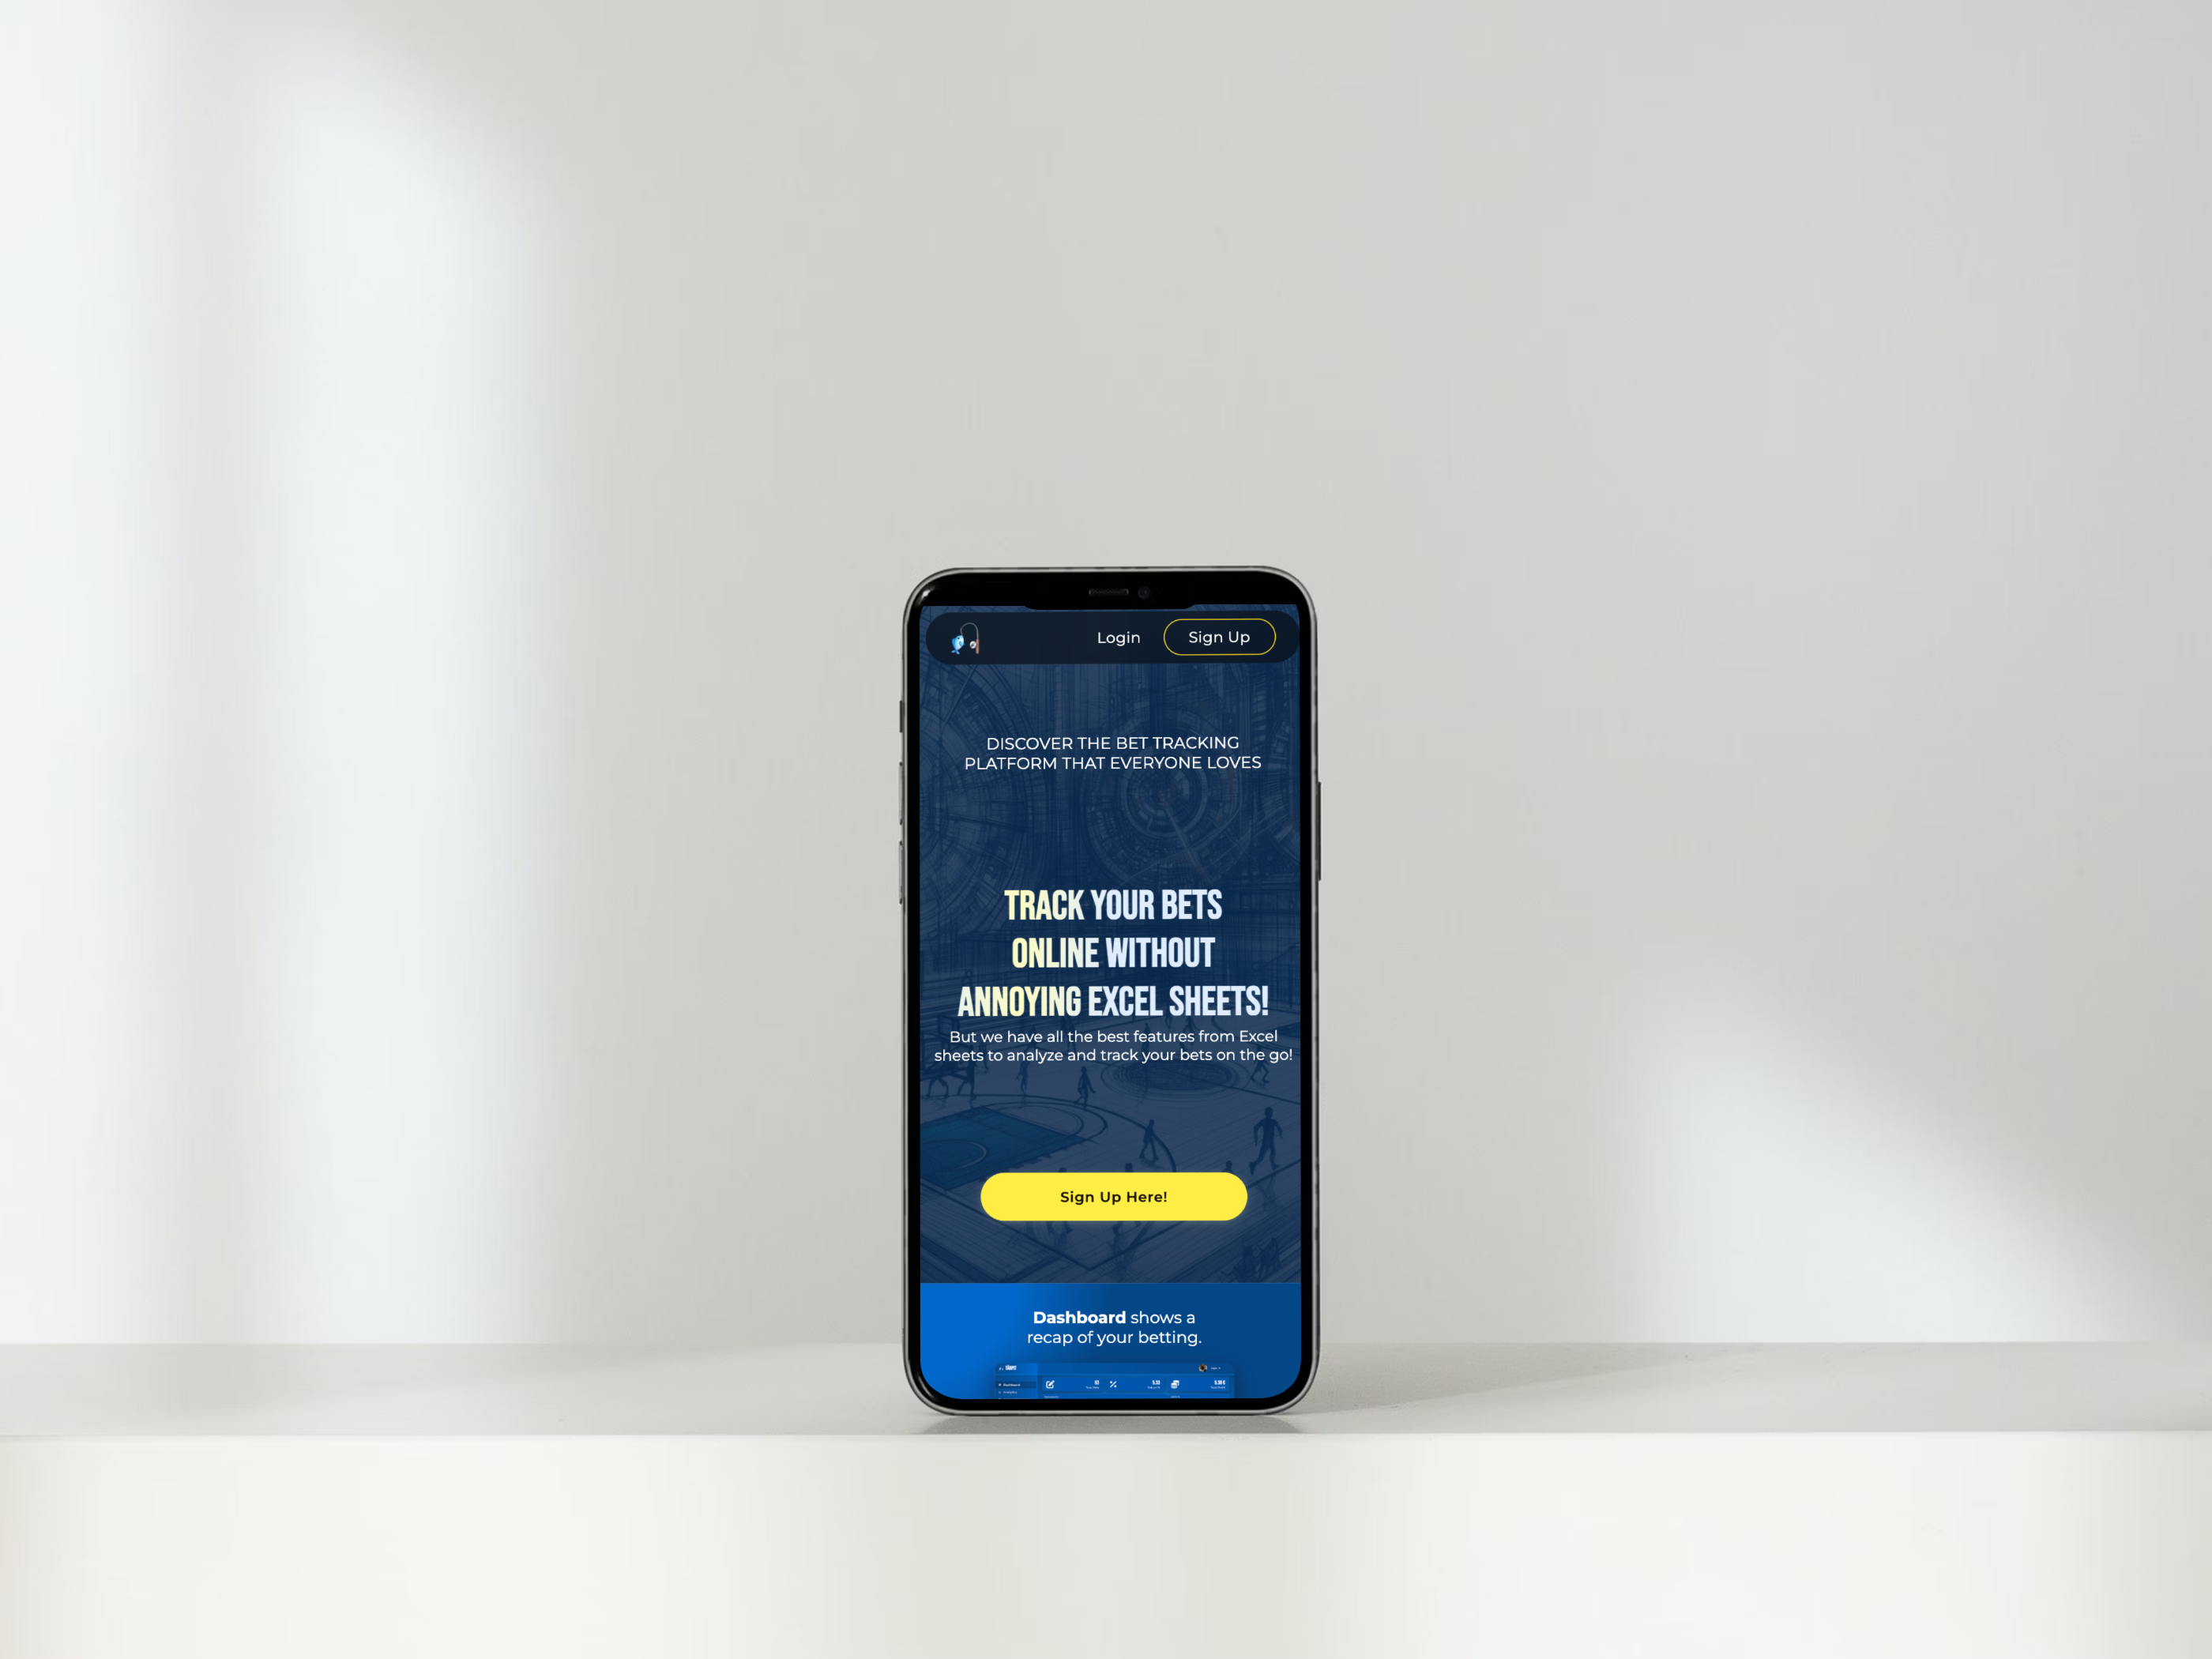 Login
Sign Up
DISCOVER THE BET TRACKING
PLATFORM THAT EVERYONE LOVES
TRACK YOUR BETS
ONLINE WITHOUT
ANNOYING EXCEL SHEETS!
But we have all the best features from Excel
sheets to analyze and track your bets on the go!
Sign Up Here!
Dashboard shows a
recap of your betting.